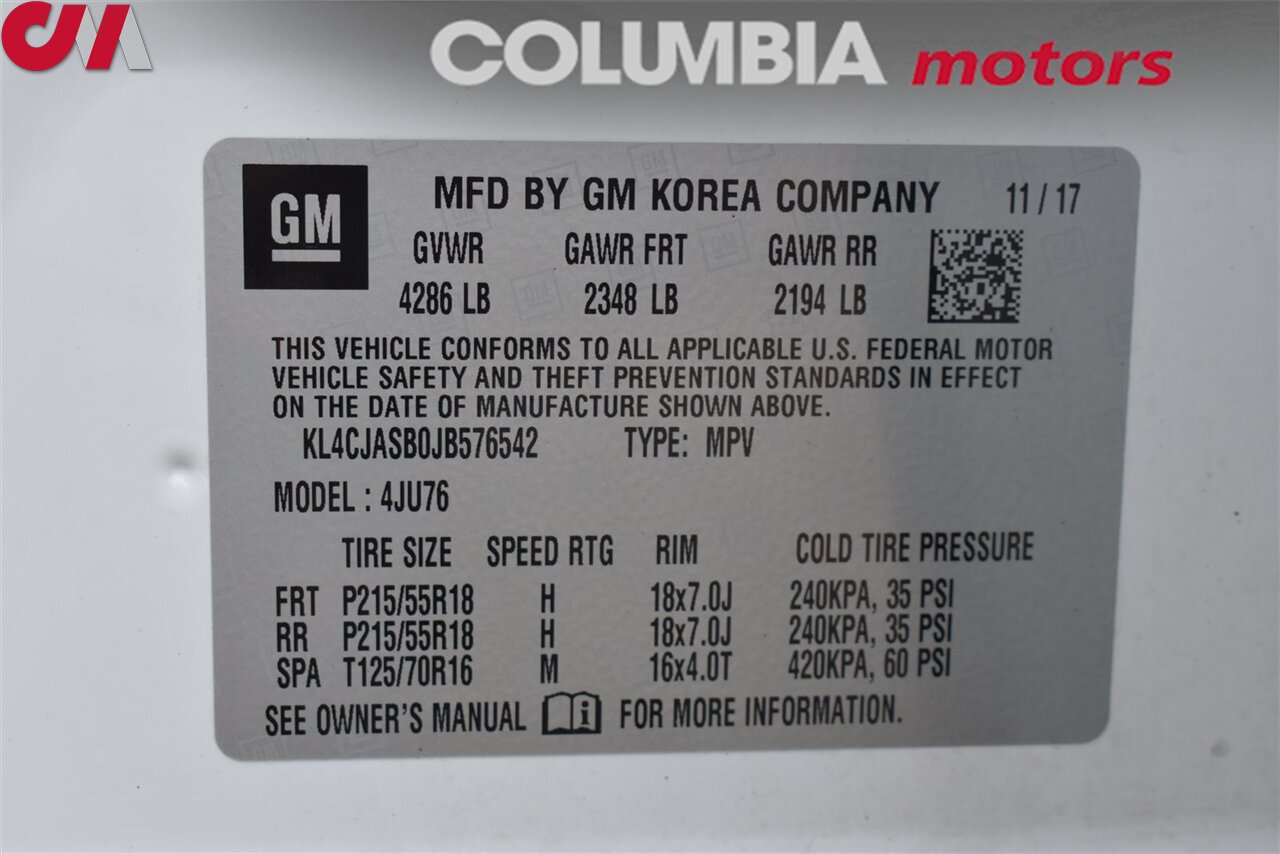 COLUMBIA motors
GM
MFD BY GM KOREA COMPANY 11 / 17
GVWR GAWR FRT GAWR RR
4286 LB 2348 LB 2194 LB
THIS VEHICLE CONFORMS TO ALL APPLICABLE U.S. FEDERAL MOTOR
VEHICLE SAFETY AND THEFT PREVENTION STANDARDS IN EFFECT
ON THE DATE OF MANUFACTURE SHOWN ABOVE.
KL4CJASB0JB576542 TYPE: MPV
MODEL : 4JU76
TIRE SIZE SPEED RTG RIM COLD TIRE PRESSURE
FRT P215/55R18 H 18x7.0J 240KPA, 35 PSI
RR P215/55R18 H 18x7.0J 240KPA, 35 PSI
SPA T125/70R16 M 16x4.0T 420KPA, 60 PSI
SEE OWNER'S MANUAL i FOR MORE INFORMATION.